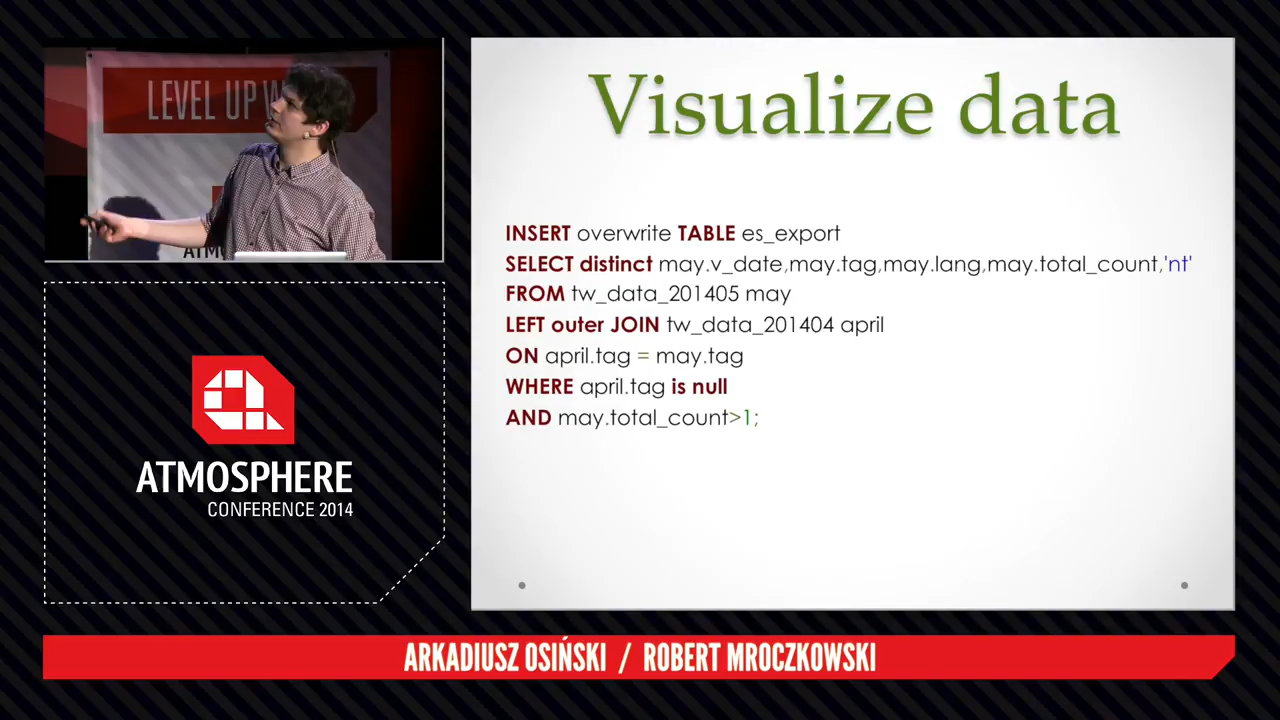 LEVEL UP W
ATM
Visualize data
INSERT overwrite TABLE es_export
SELECT distinct may.v_date,may.tag,may.lang,may.total_count,'nt'
FROM tw_data_201405 may
LEFT outer JOIN tw_data_201404 april
ON april.tag = may.tag
WHERE april.tag is null
AND may.total_count>1;
ATMOSPHERE
CONFERENCE 2014
ARKADIUSZ OSIŃSKI / ROBERT MROCZKOWSKI